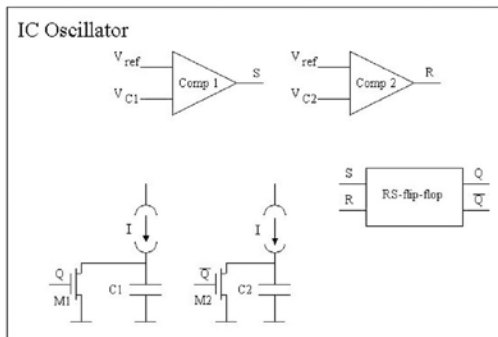 IC Oscillator
Vref
VC1
Comp 1
S
Vref
VC2
Comp 2
R
S
R
RS-flip-flop
Q
Q̅
I
Q
M1
C1
I
Q̅
M2
C2